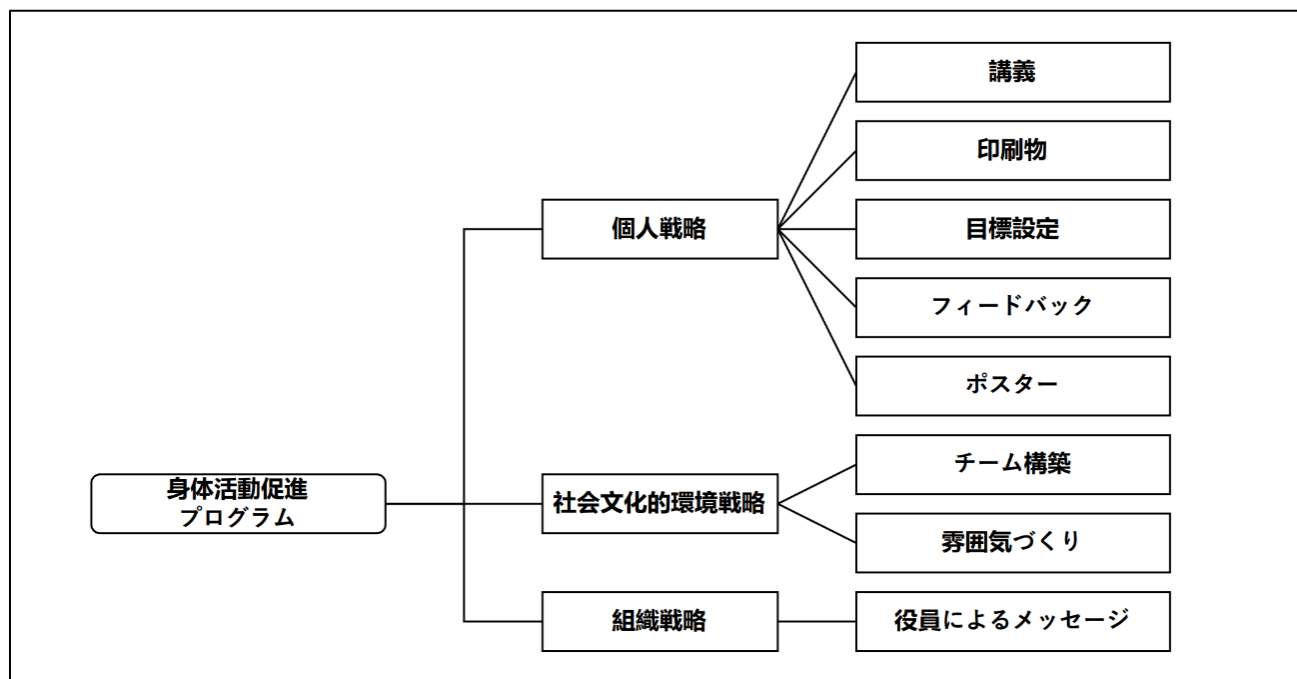 講義
印刷物
個人戦略
目標設定
フィードバック
ポスター
身体活動促進
プログラム
社会文化的環境戦略
チーム構築
雰囲気づくり
組織戦略
役員によるメッセージ